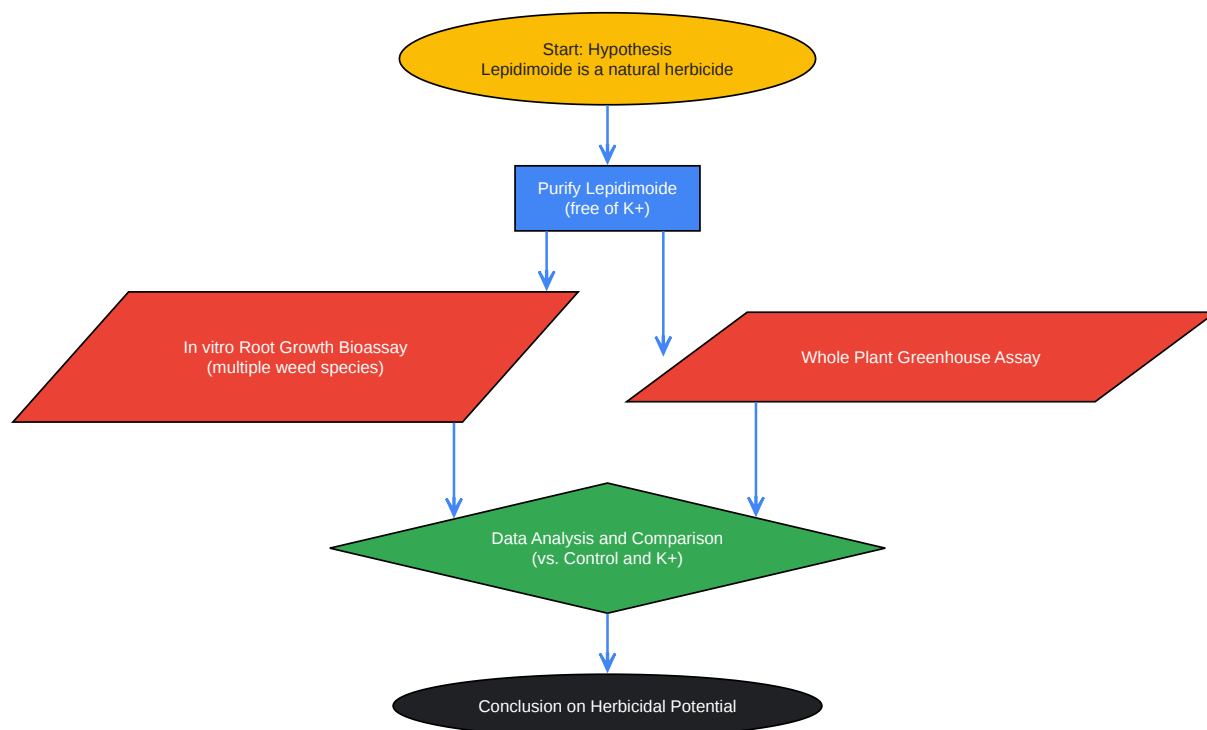 Start: Hypothesis
Lepidimoide is a natural herbicide
Purify Lepidimoide
(free of K+)
In vitro Root Growth Bioassay
(multiple weed species)
Whole Plant Greenhouse Assay
Data Analysis and Comparison
(vs. Control and K+)
Conclusion on Herbicidal Potential